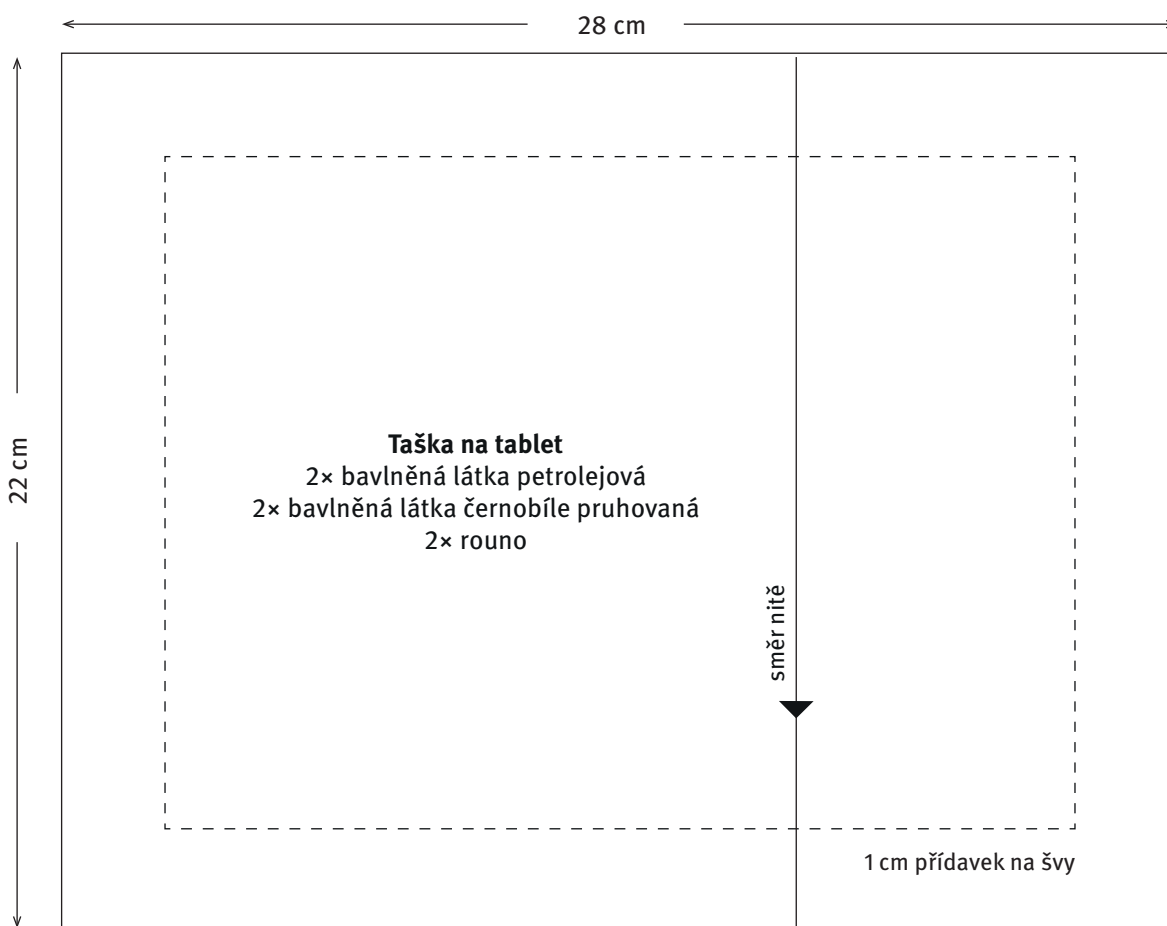 28 cm
22 cm
Taška na tablet
2× bavlněná látka petrolejová
2× bavlněná látka černobíle pruhovaná
2× rouno
směr nitě
1 cm přídavek na švy